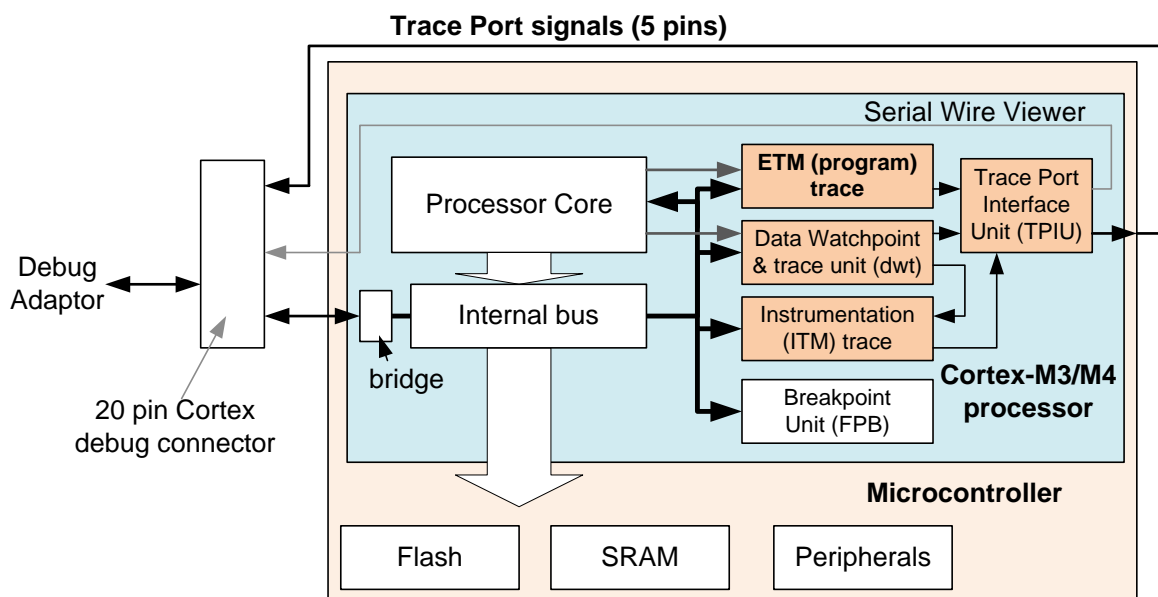 Trace Port signals (5 pins)
Serial Wire Viewer
Processor Core
ETM (program)
trace
Trace Port
Interface
Unit (TPIU)
Data Watchpoint
& trace unit (dwt)
Debug
Adaptor
Internal bus
Instrumentation
(ITM) trace
bridge
Cortex-M3/M4
processor
Breakpoint
Unit (FPB)
20 pin Cortex
debug connector
Microcontroller
Flash
SRAM
Peripherals